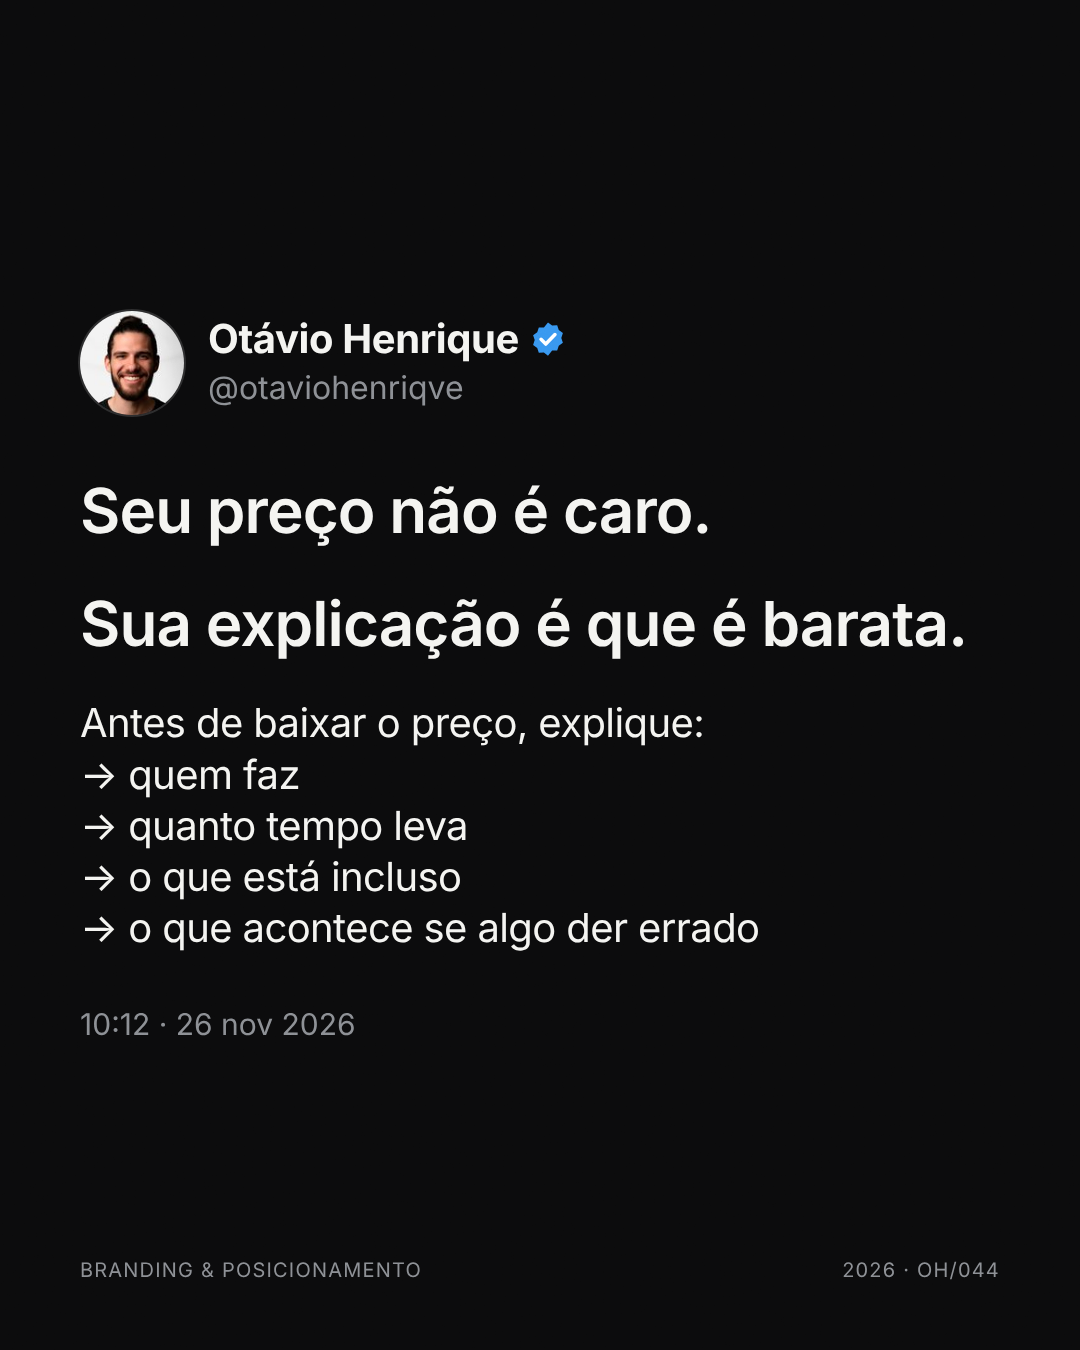 Otávio Henrique
@otaviohenriqve
Seu preço não é caro.
Sua explicação é que é barata.
Antes de baixar o preço, explique:
→ quem faz
→ quanto tempo leva
→ o que está incluso
→ o que acontece se algo der errado
10:12 · 26 nov 2026
BRANDING & POSICIONAMENTO
2026 · OH/044